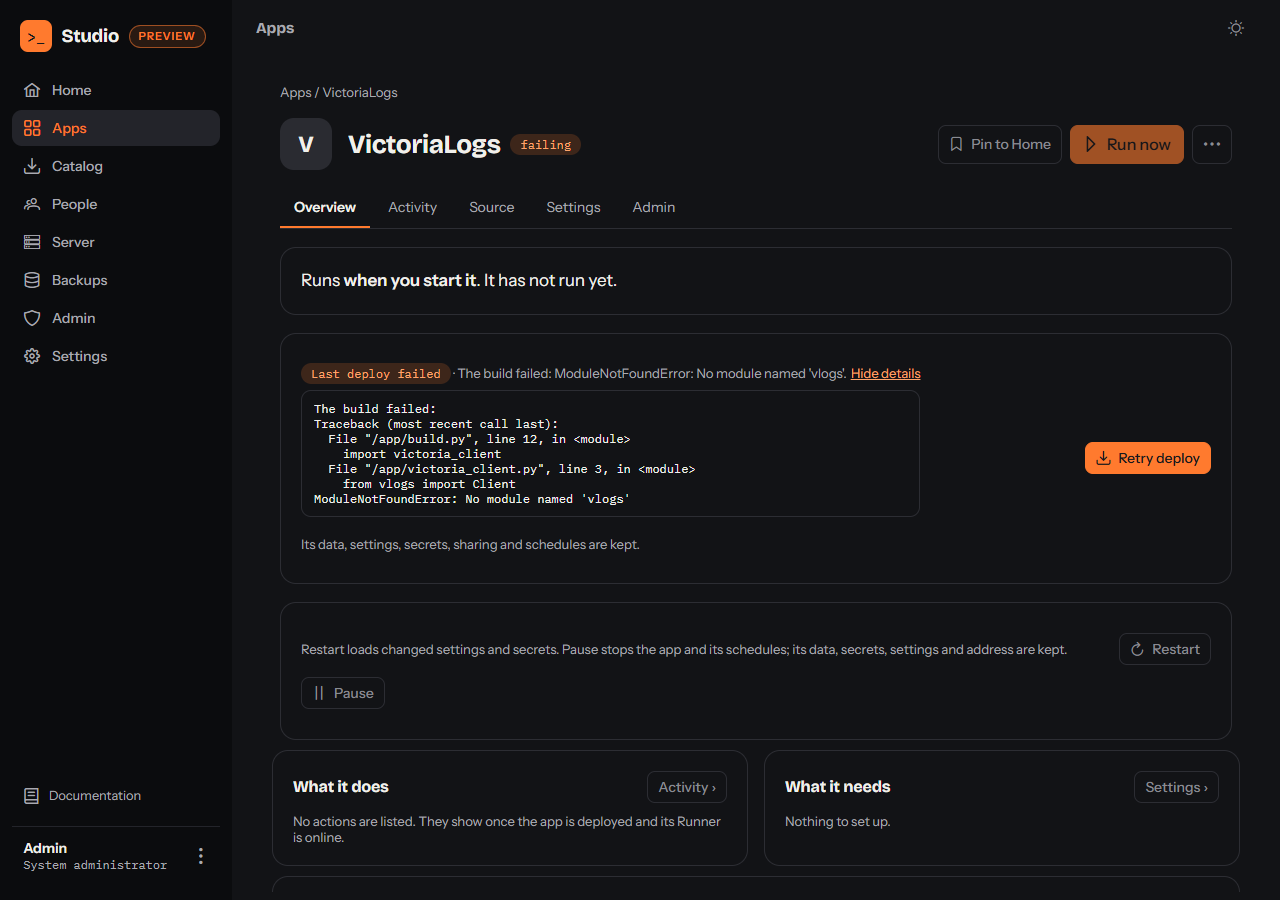 >_ Studio PREVIEW
Home
Apps
Catalog
People
Server
Backups
Admin
Settings
Documentation
Admin
System administrator
Apps
Apps / VictoriaLogs
V VictoriaLogs failing
Pin to Home
Run now
Overview Activity Source Settings Admin
Runs when you start it. It has not run yet.
Last deploy failed · The build failed: ModuleNotFoundError: No module named 'vlogs'. Hide details
The build failed:
Traceback (most recent call last):
  File "/app/build.py", line 12, in <module>
    import victoria_client
  File "/app/victoria_client.py", line 3, in <module>
    from vlogs import Client
ModuleNotFoundError: No module named 'vlogs'
Retry deploy
Its data, settings, secrets, sharing and schedules are kept.
Restart loads changed settings and secrets. Pause stops the app and its schedules; its data, secrets, settings and address are kept.
Restart
Pause
What it does
Activity ›
No actions are listed. They show once the app is deployed and its Runner
is online.
What it needs
Settings ›
Nothing to set up.